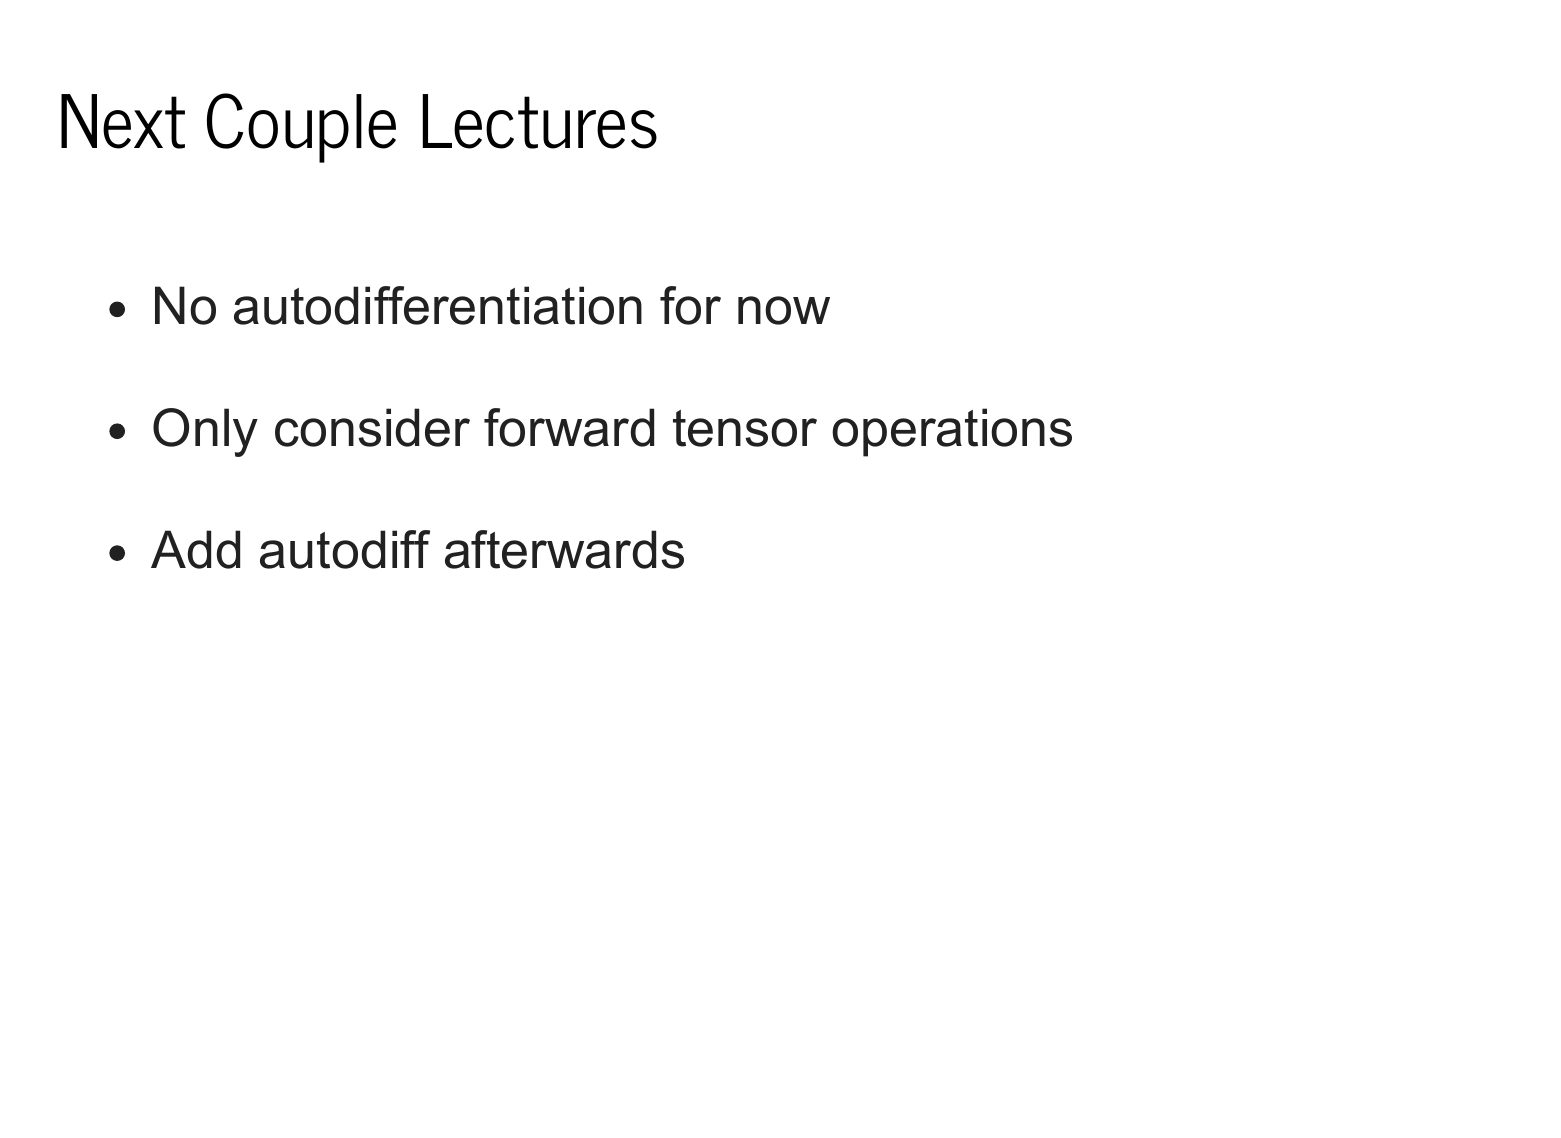 Next Couple Lectures
• No autodifferentiation for now
• Only consider forward tensor operations
• Add autodiff afterwards